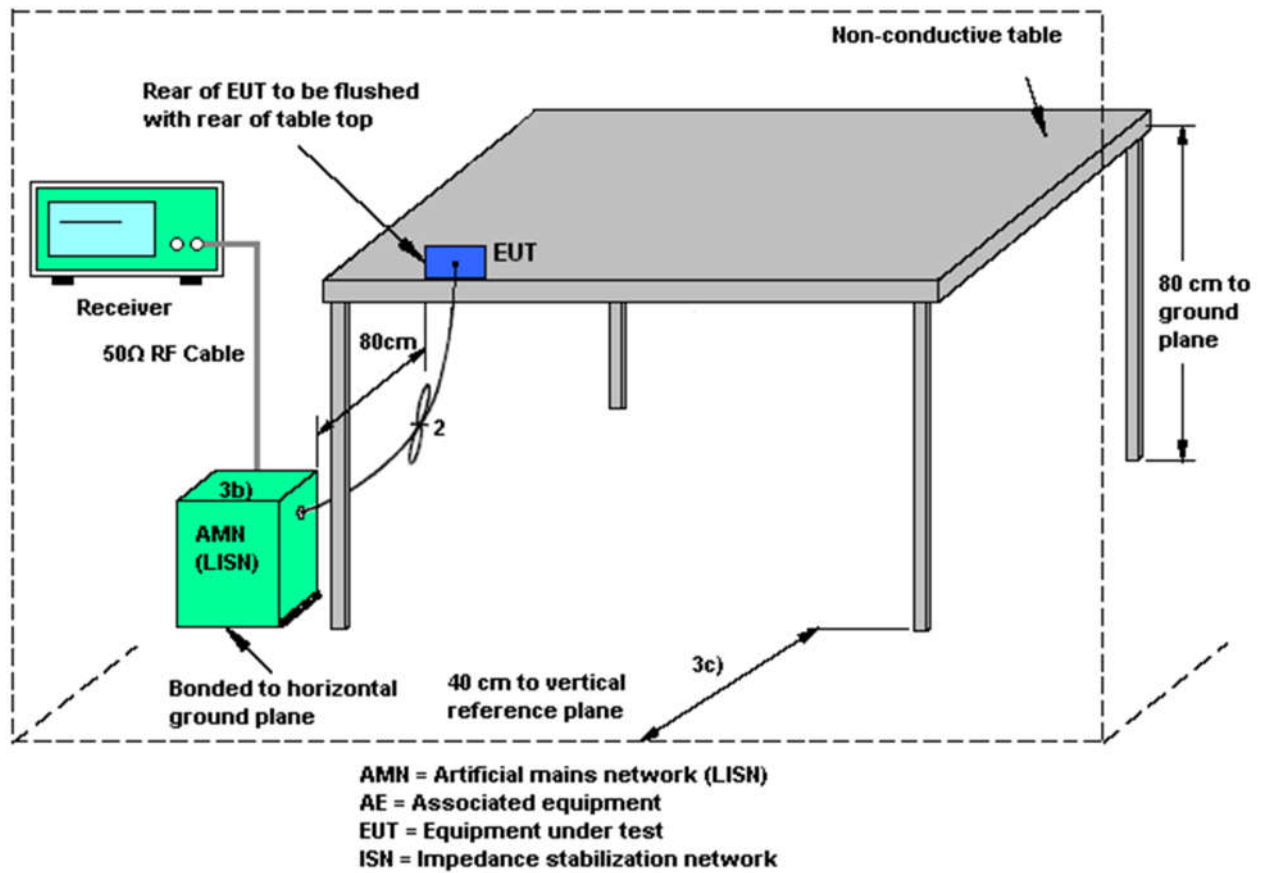 Non-conductive table
Rear of EUT to be flushed
with rear of table top
EUT
Receiver
80cm
80 cm to
ground
plane
50Ω RF Cable
2
3b)
AMN
(LISN)
3c)
Bonded to horizontal
ground plane
40 cm to vertical
reference plane
AMN = Artificial mains network (LISN)
AE = Associated equipment
EUT = Equipment under test
ISN = Impedance stabilization network